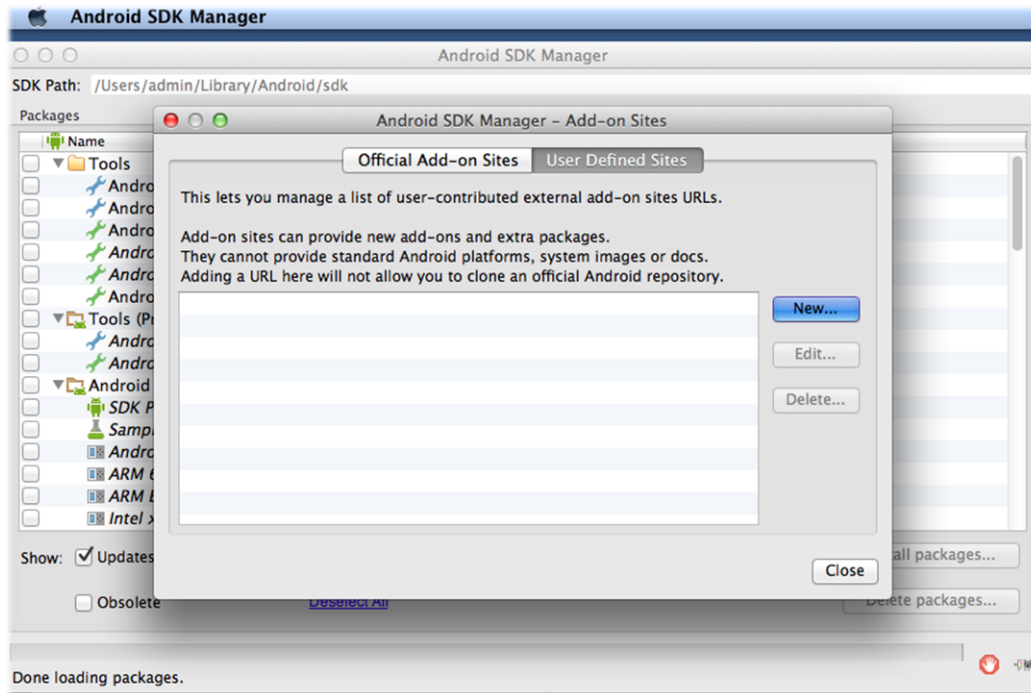 Android SDK Manager
Android SDK Manager
SDK Path: /Users/admin/Library/Android/sdk
Packages
Name
Tools
Andro
Andro
Andro
Andro
Andro
Andro
Tools (Pr
Andro
Andro
Android
SDK P
Sampl
Andro
ARM
ARM
Intel
Android SDK Manager - Add-on Sites
Official Add-on Sites User Defined Sites
This lets you manage a list of user-contributed external add-on sites URLs.
Add-on sites can provide new add-ons and extra packages.
They cannot provide standard Android platforms, system images or docs.
Adding a URL here will not allow you to clone an official Android repository.
New...
Edit...
Delete...
Close
Show: Updates
all packages...
Obsolete Deselect All Delete packages...
Done loading packages.